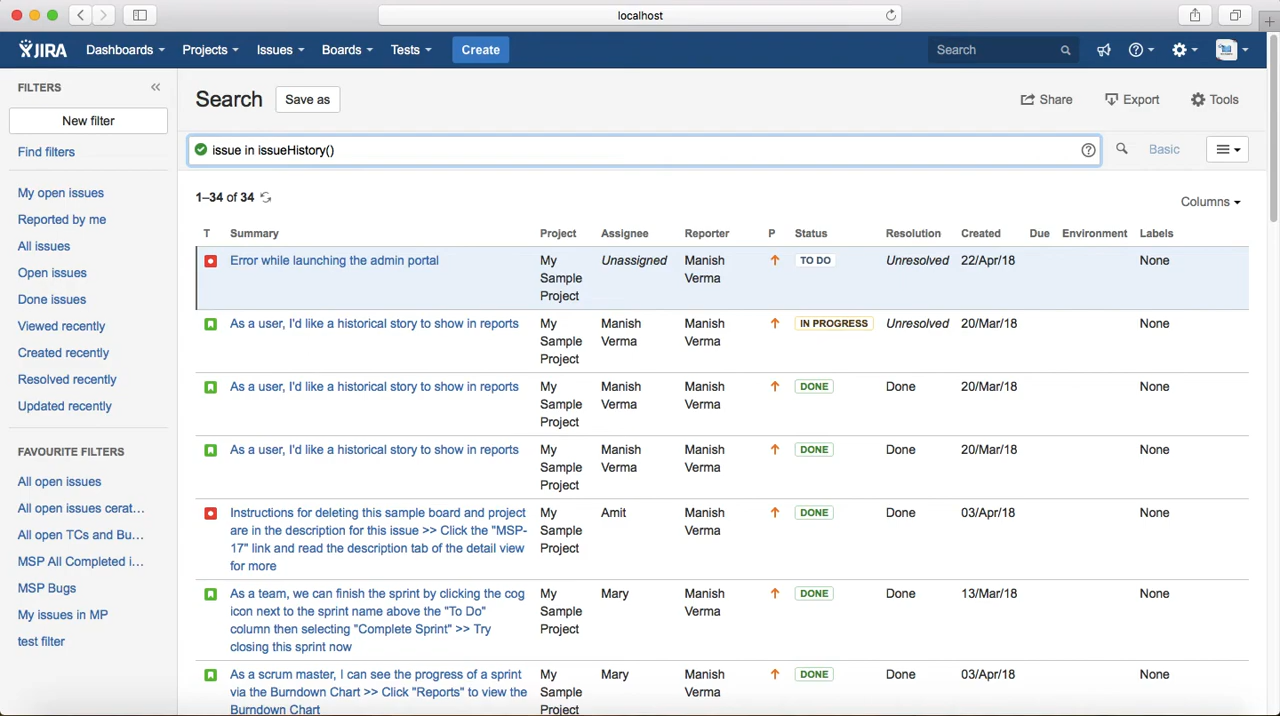 localhost
JIRA Dashboards Projects Issues Boards Tests Create Search
FILTERS
New filter
Find filters
My open issues
Reported by me
All issues
Open issues
Done issues
Viewed recently
Created recently
Resolved recently
Updated recently
FAVOURITE FILTERS
All open issues
All open issues cerat...
All open TCs and Bu...
MSP All Completed i...
MSP Bugs
My issues in MP
test filter
Search Save as Share Export Tools
issue in issueHistory() Basic
1–34 of 34 Columns
T Summary Project Assignee Reporter P Status Resolution Created Due Environment Labels
Error while launching the admin portal My Unassigned Manish TO DO Unresolved 22/Apr/18 None
Sample Verma
Project
As a user, I'd like a historical story to show in reports My Manish Manish IN PROGRESS Unresolved 20/Mar/18 None
Sample Verma Verma
Project
As a user, I'd like a historical story to show in reports My Manish Manish DONE Done 20/Mar/18 None
Sample Verma Verma
Project
As a user, I'd like a historical story to show in reports My Manish Manish DONE Done 20/Mar/18 None
Sample Verma Verma
Project
Instructions for deleting this sample board and project My Amit Manish DONE Done 03/Apr/18 None
are in the description for this issue >> Click the "MSP- Sample Verma
17" link and read the description tab of the detail view Project
for more
As a team, we can finish the sprint by clicking the cog My Mary Manish DONE Done 13/Mar/18 None
icon next to the sprint name above the "To Do" Sample Verma
column then selecting "Complete Sprint" >> Try Project
closing this sprint now
As a scrum master, I can see the progress of a sprint My Mary Manish DONE Done 03/Apr/18 None
via the Burndown Chart >> Click "Reports" to view the Sample Verma
Burndown Chart Project